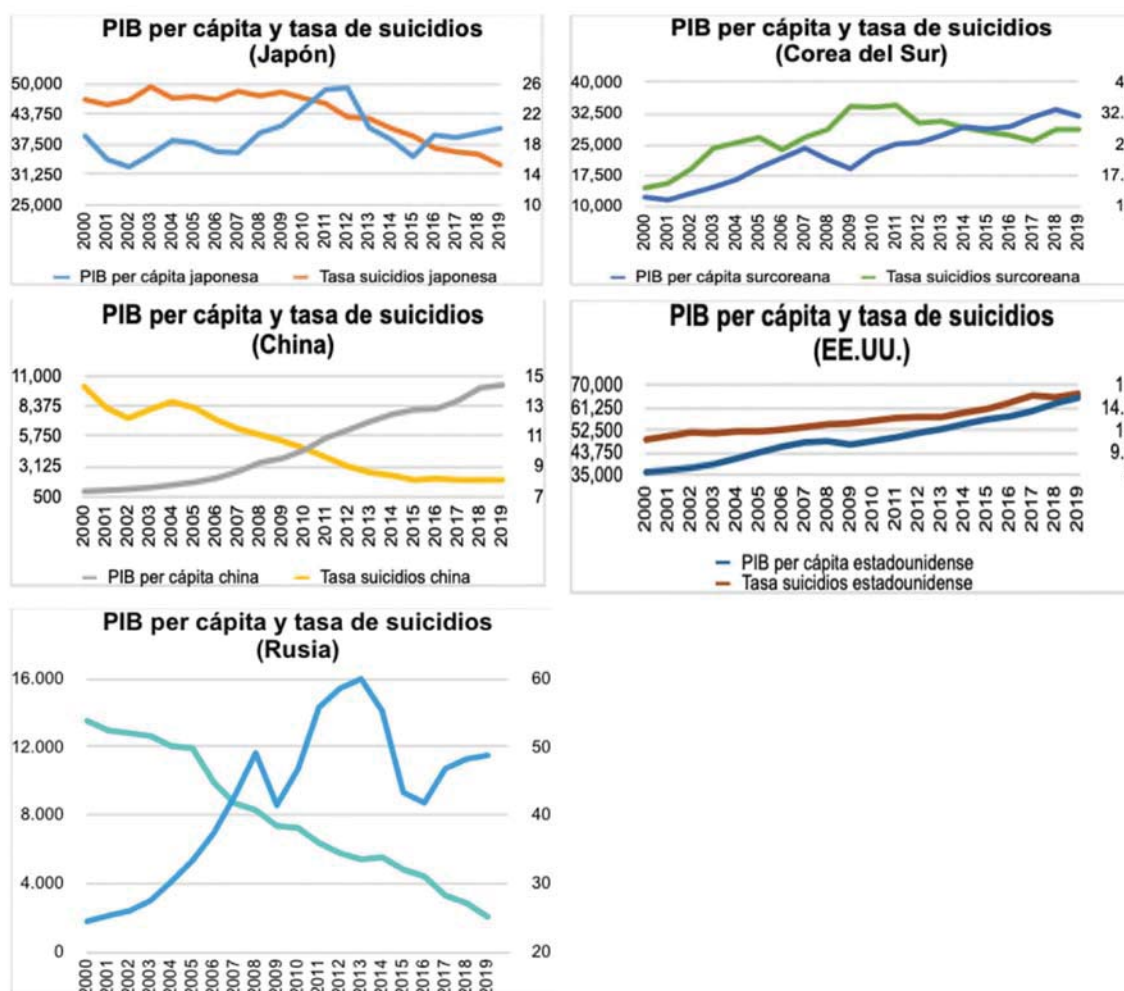 PIB per cápita y tasa de suicidios
(Japón)
50,000
43,750
37,500
31,250
25,000
26
22
18
14
10
2000 2001 2002 2003 2004 2005 2006 2007 2008 2009 2010 2011 2012 2013 2014 2015 2016 2017 2018 2019
PIB per cápita japonesa Tasa suicidios japonesa
PIB per cápita y tasa de suicidios
(Corea del Sur)
40,000
32,500
25,000
17,500
10,000
4
32.
2
17.
1
2000 2001 2002 2003 2004 2005 2006 2007 2008 2009 2010 2011 2012 2013 2014 2015 2016 2017 2018 2019
PIB per cápita surcoreana Tasa suicidios surcoreana
PIB per cápita y tasa de suicidios
(China)
11,000
8,375
5,750
3,125
500
15
13
11
9
7
2000 2001 2002 2003 2004 2005 2006 2007 2008 2009 2010 2011 2012 2013 2014 2015 2016 2017 2018 2019
PIB per cápita china Tasa suicidios china
PIB per cápita y tasa de suicidios
(EE.UU.)
70,000
61,250
52,500
43,750
35,000
1
14.
1
9.
2000 2001 2002 2003 2004 2005 2006 2007 2008 2009 2010 2011 2012 2013 2014 2015 2016 2017 2018 2019
PIB per cápita estadounidense
Tasa suicidios estadounidense
PIB per cápita y tasa de suicidios
(Rusia)
16.000
12.000
8.000
4.000
0
60
50
40
30
20
2000 2001 2002 2003 2004 2005 2006 2007 2008 2009 2010 2011 2012 2013 2014 2015 2016 2017 2018 2019